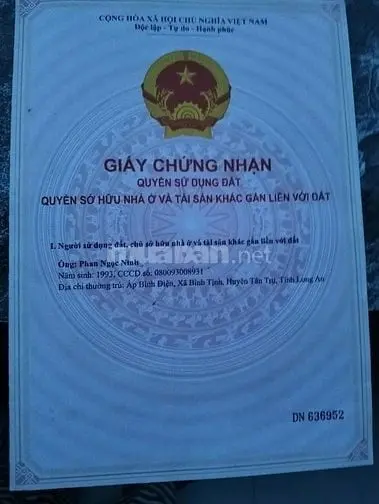 CỘNG HÒA XÃ HỘI CHỦ NGHĨA VIỆT NAM
Độc lập - Tự do - Hạnh phúc
GIẤY CHỨNG NHẬN
QUYỀN SỬ DỤNG ĐẤT
QUYỀN SỞ HỮU NHÀ Ở VÀ TÀI SẢN KHÁC GẮN LIỀN VỚI ĐẤT
I. Người sử dụng đất, chủ sở hữu nhà ở và tài sản khác gắn liền với đất
Ông: Phan Ngọc Ninh
Năm sinh: 1993, CCCD số: 080093008931
Địa chỉ thường trú: Ấp Bình Điện, Xã Bình Tịnh, Huyện Tân Trụ, Tỉnh Long An
DN 636952